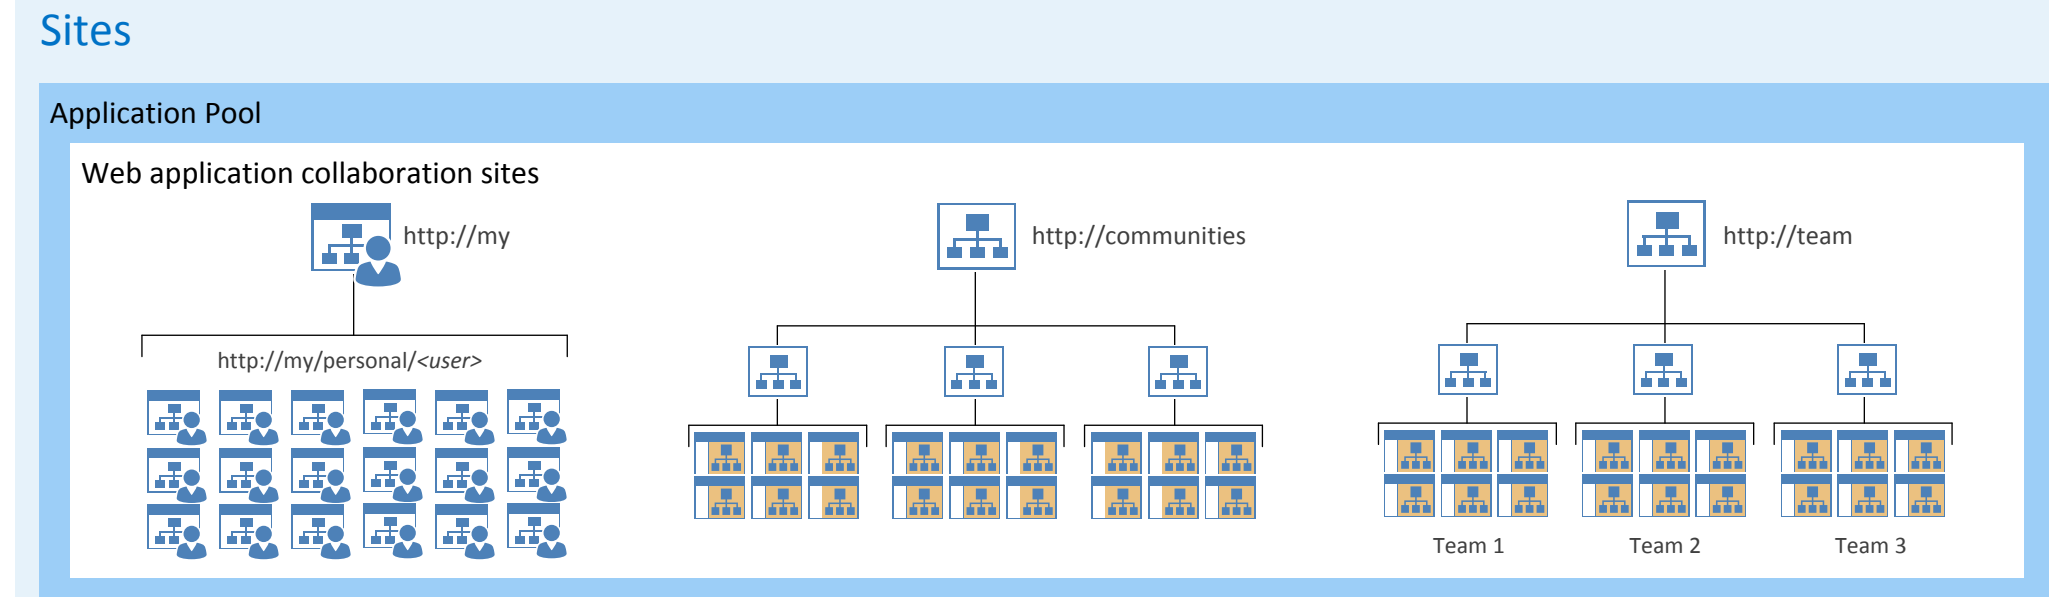 Sites
Application Pool
Web application collaboration sites
http://my
http://communities
http://team
http://my/personal/<user>
Team 1
Team 2
Team 3